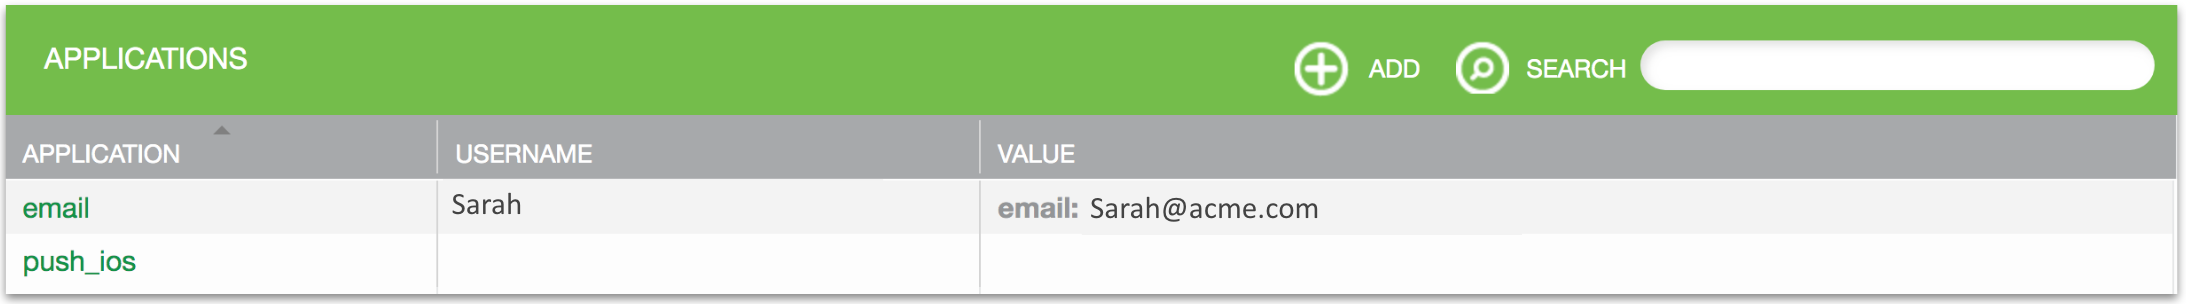 APPLICATIONS ADD SEARCH
APPLICATION USERNAME VALUE
email Sarah email: Sarah@acme.com
push_ios